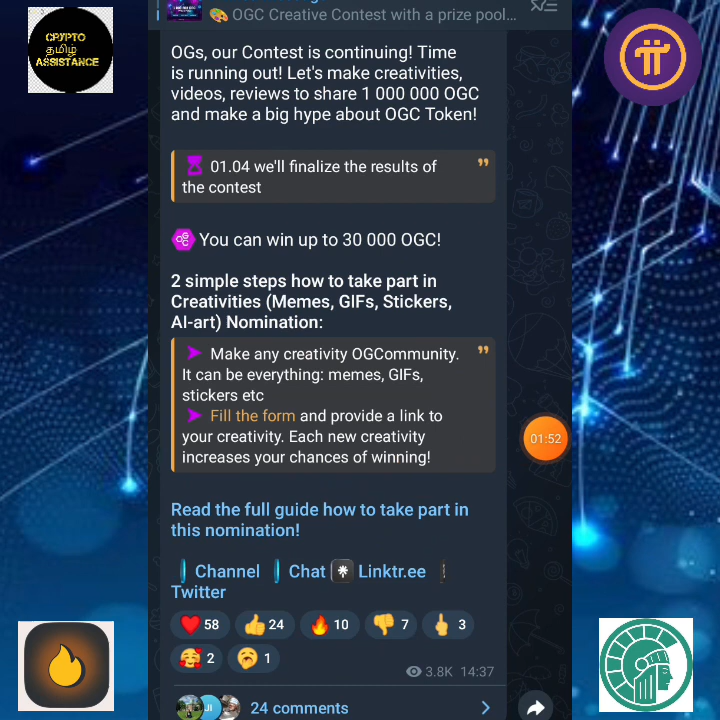 CPYPTO
தமிழ்
ASSISTANCE
OGC Creative Contest with a prize pool...
OGs, our Contest is continuing! Time
is running out! Let's make creativities,
videos, reviews to share 1 000 000 OGC
and make a big hype about OGC Token!
01.04 we'll finalize the results of
the contest
You can win up to 30 000 OGC!
2 simple steps how to take part in
Creativities (Memes, GIFs, Stickers,
AI-art) Nomination:
Make any creativity OGCommunity.
It can be everything: memes, GIFs,
stickers etc
Fill the form and provide a link to
your creativity. Each new creativity
increases your chances of winning!
01:52
Read the full guide how to take part in
this nomination!
Channel Chat Linktr.ee
Twitter
58 24 10 7 3
2 1
3.8K 14:37
24 comments